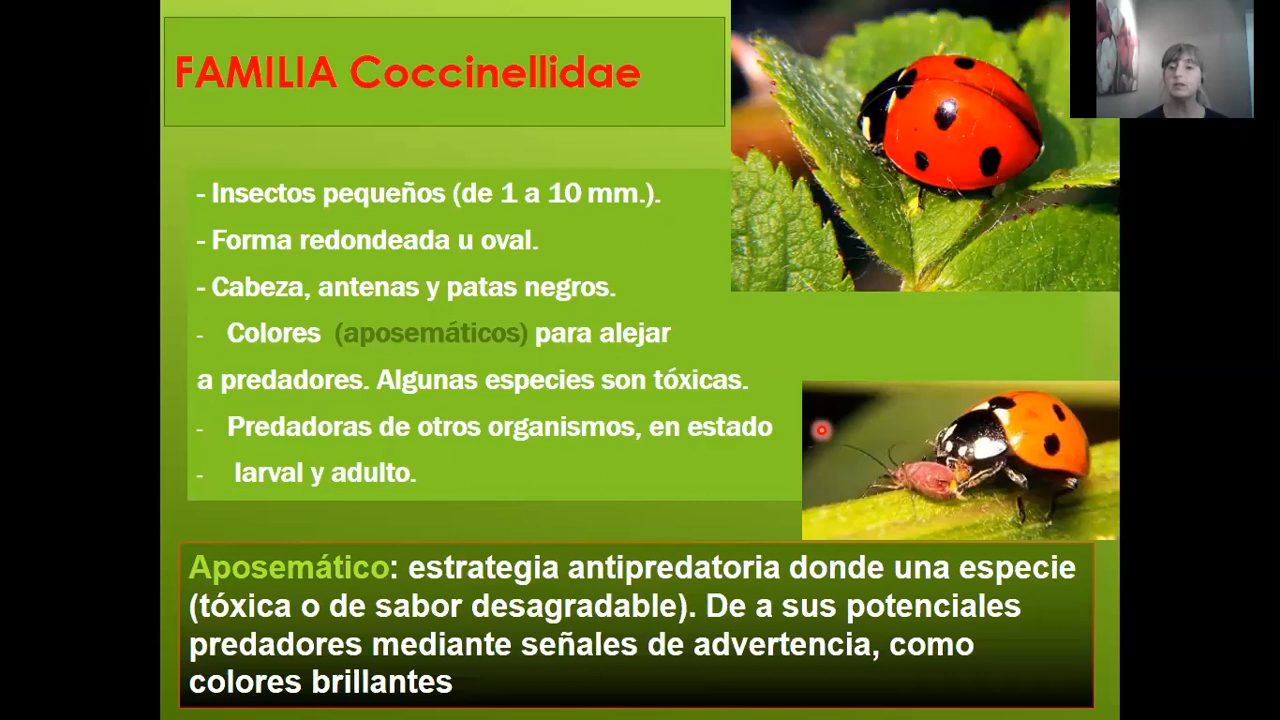 FAMILIA Coccinellidae
- Insectos pequeños (de 1 a 10 mm.).
- Forma redondeada u oval.
- Cabeza, antenas y patas negros.
- Colores (aposemáticos) para alejar
a predadores. Algunas especies son tóxicas.
- Predadoras de otros organismos, en estado
- larval y adulto.
Aposemático: estrategia antipredatoria donde una especie
(tóxica o de sabor desagradable). De a sus potenciales
predadores mediante señales de advertencia, como
colores brillantes